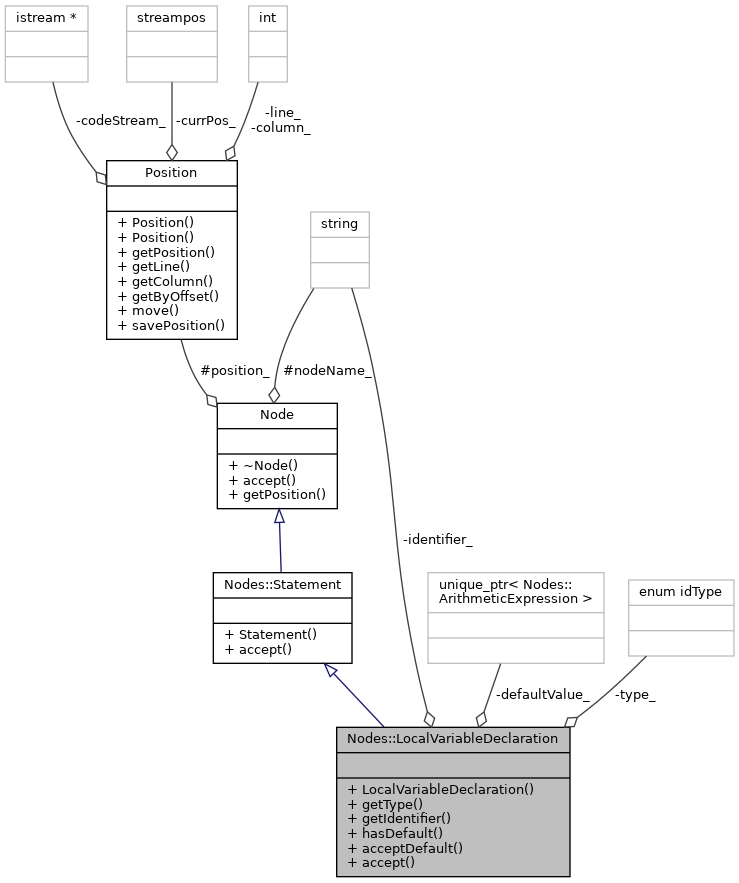 istream *
streampos
int
-codeStream_
-currPos_
-line_
-column_
Position
+ Position()
+ Position()
+ getPosition()
+ getLine()
+ getColumn()
+ getByOffset()
+ move()
+ savePosition()
string
#position_
#nodeName_
Node
+ ~Node()
+ accept()
+ getPosition()
-identifier_
Nodes::Statement
+ Statement()
+ accept()
unique_ptr< Nodes::
ArithmeticExpression >
enum idType
-defaultValue_
-type_
Nodes::LocalVariableDeclaration
+ LocalVariableDeclaration()
+ getType()
+ getIdentifier()
+ hasDefault()
+ acceptDefault()
+ accept()